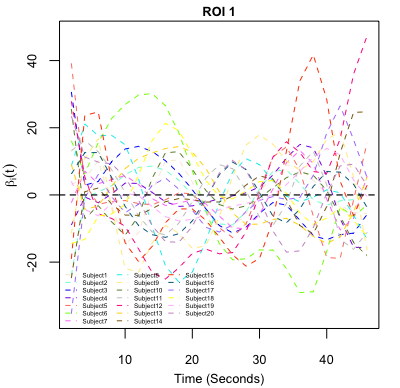 ROI 1
βᵢ(t)
40
20
0
-20
Subject1 Subject8 Subject15
Subject2 Subject9 Subject16
Subject3 Subject10 Subject17
Subject4 Subject11 Subject18
Subject5 Subject12 Subject19
Subject6 Subject13 Subject20
Subject7 Subject14
10 20 30 40
Time (Seconds)